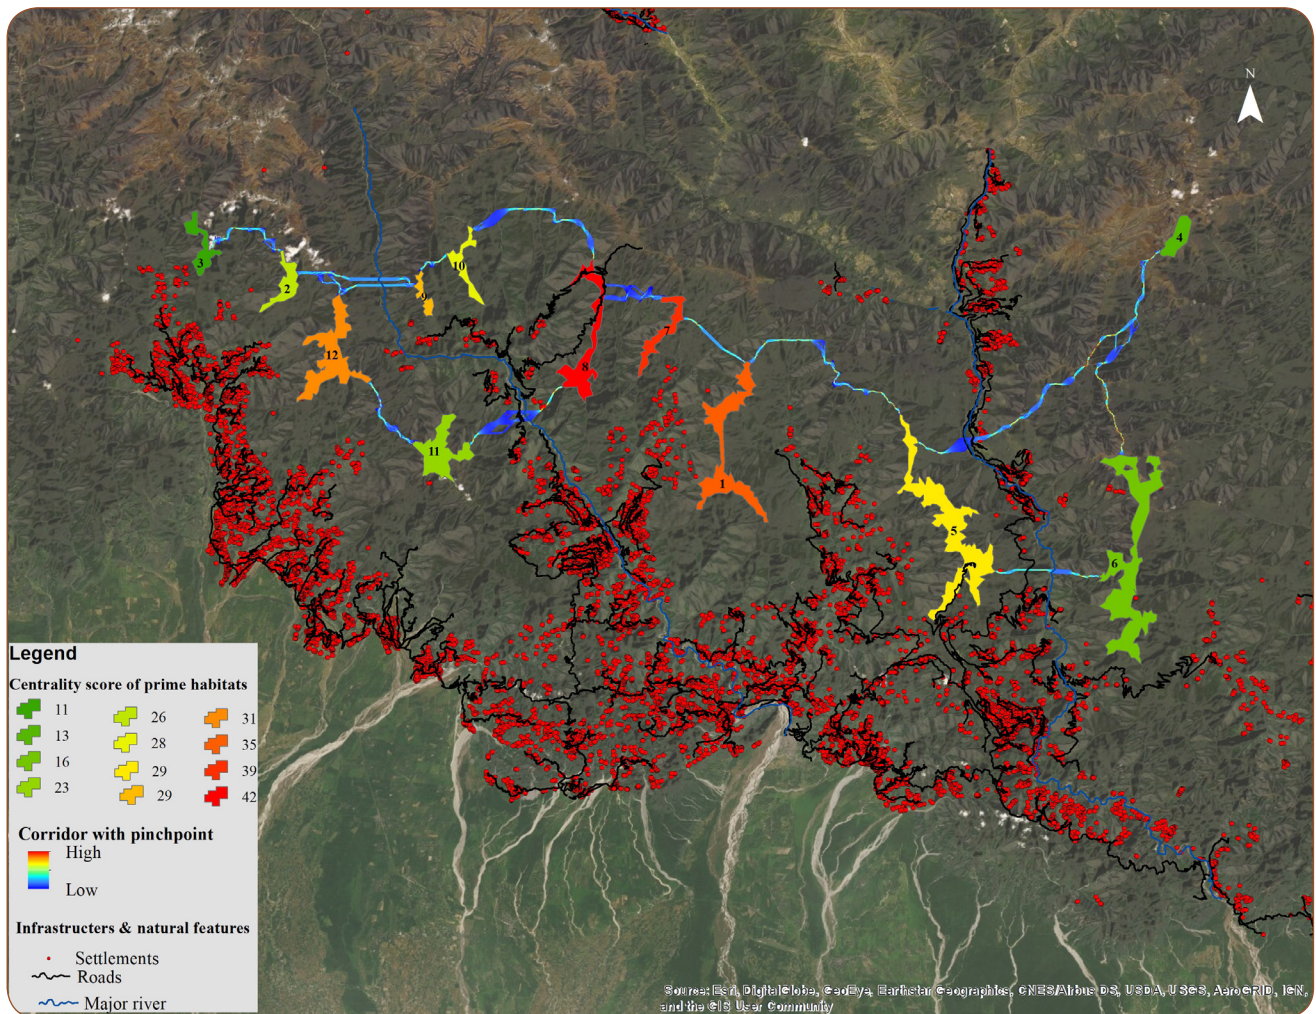 N
4
3
10
2
9
7
12
8
11
1
5
6
Legend
Centrality score of prime habitats
11 26 31
13 28 35
16 29 39
23 29 42
Corridor with pinchpoint
High
Low
Infrastructers & natural features
Settlements
Roads
Major river
Source: Esri, DigitalGlobe, GeoEye, Earthstar Geographics, CNES/Airbus DS, USDA, USGS, AeroGRID, IGN,
and the GIS User Community